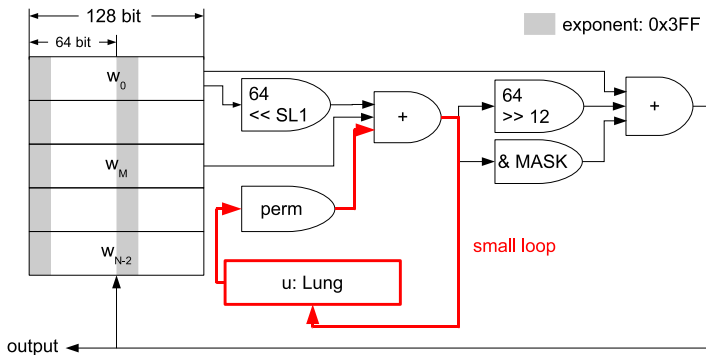 128 bit
exponent: 0x3FF
64 bit
w0
64
<< SL1
+
64
>> 12
+
wM
& MASK
perm
small loop
wN-2
u: Lung
output